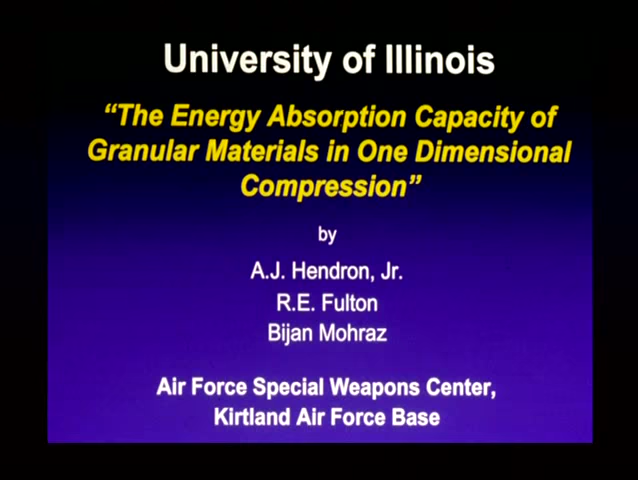 University of Illinois
“The Energy Absorption Capacity of
Granular Materials in One Dimensional
Compression”
by
A.J. Hendron, Jr.
R.E. Fulton
Bijan Mohraz
Air Force Special Weapons Center,
Kirtland Air Force Base